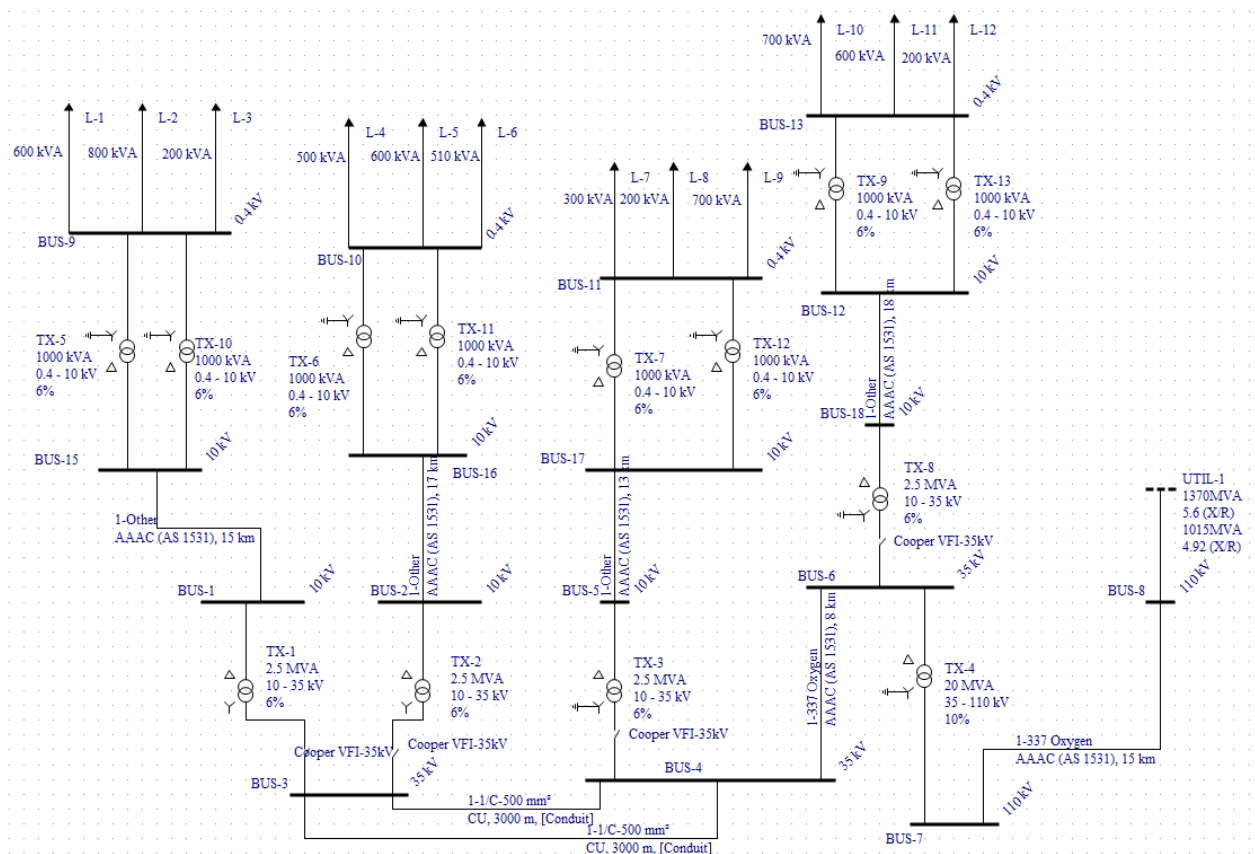 L-10
L-11
L-12
700 kVA
600 kVA
200 kVA
0.4 kV
BUS-13
L-1
L-2
L-3
600 kVA
800 kVA
200 kVA
0.4 kV
BUS-9
L-4
L-5
L-6
500 kVA
600 kVA
510 kVA
0.4 kV
BUS-10
L-7
L-8
L-9
300 kVA
200 kVA
700 kVA
0.4 kV
BUS-11
TX-9
1000 kVA
0.4 - 10 kV
6%
TX-13
1000 kVA
0.4 - 10 kV
6%
10 kV
BUS-12
TX-5
1000 kVA
0.4 - 10 kV
6%
TX-10
1000 kVA
0.4 - 10 kV
6%
TX-6
1000 kVA
0.4 - 10 kV
6%
TX-11
1000 kVA
0.4 - 10 kV
6%
TX-7
1000 kVA
0.4 - 10 kV
6%
TX-12
1000 kVA
0.4 - 10 kV
6%
1-Other
AAAC (AS 1531), 18 km
BUS-18
10 kV
BUS-15
10 kV
BUS-16
10 kV
BUS-17
10 kV
1-Other
AAAC (AS 1531), 15 km
1-Other
AAAC (AS 1531), 17 km
1-Other
AAAC (AS 1531), 13 km
TX-8
2.5 MVA
10 - 35 kV
6%
Cooper VFI-35kV
UTIL-1
1370MVA
5.6 (X/R)
1015MVA
4.92 (X/R)
BUS-1
10 kV
BUS-2
10 kV
BUS-5
10 kV
BUS-6
35 kV
BUS-8
110 kV
TX-1
2.5 MVA
10 - 35 kV
6%
TX-2
2.5 MVA
10 - 35 kV
6%
TX-3
2.5 MVA
10 - 35 kV
6%
1-337 Oxygen
AAAC (AS 1531), 8 km
TX-4
20 MVA
35 - 110 kV
10%
Cooper VFI-35kV
Cooper VFI-35kV
Cooper VFI-35kV
1-337 Oxygen
AAAC (AS 1531), 15 km
BUS-3
35 kV
BUS-4
35 kV
1-1/C-500 mm²
CU, 3000 m, [Conduit]
1-1/C-500 mm²
CU, 3000 m, [Conduit]
BUS-7
110 kV